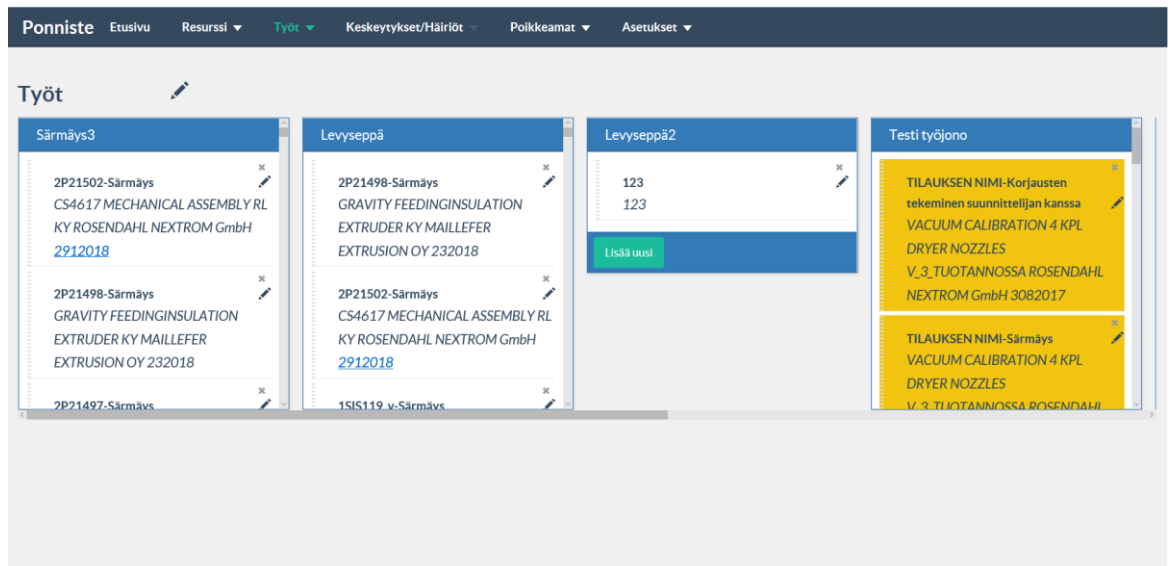 Ponniste Etusivu Resurssi Työt Keskeytykset/Häiriöt Poikkeamat Asetukset
Työt
Särmäys3
2P21502-Särmäys
CS4617 MECHANICAL ASSEMBLY RL
KY ROSENDAHL NEXTROM GmbH
2912018
2P21498-Särmäys
GRAVITY FEEDINGINSULATION
EXTRUDER KY MAILLEFER
EXTRUSION OY 232018
2P21497-Särmäys
Levyseppä
2P21498-Särmäys
GRAVITY FEEDINGINSULATION
EXTRUDER KY MAILLEFER
EXTRUSION OY 232018
2P21502-Särmäys
CS4617 MECHANICAL ASSEMBLY RL
KY ROSENDAHL NEXTROM GmbH
2912018
1SIS119_v-Särmäys
Levyseppä2
123
123
Lisää uusi
Testi työjono
TILAUKSEN NIMI-Korjausten
tekeminen suunnittelijan kanssa
VACUUM CALIBRATION 4 KPL
DRYER NOZZLES
V_3_TUOTANNOSSA ROSENDAHL
NEXTROM GmbH 3082017
TILAUKSEN NIMI-Särmäys
VACUUM CALIBRATION 4 KPL
DRYER NOZZLES
V_3_TUOTANNOSSA ROSENDAHL